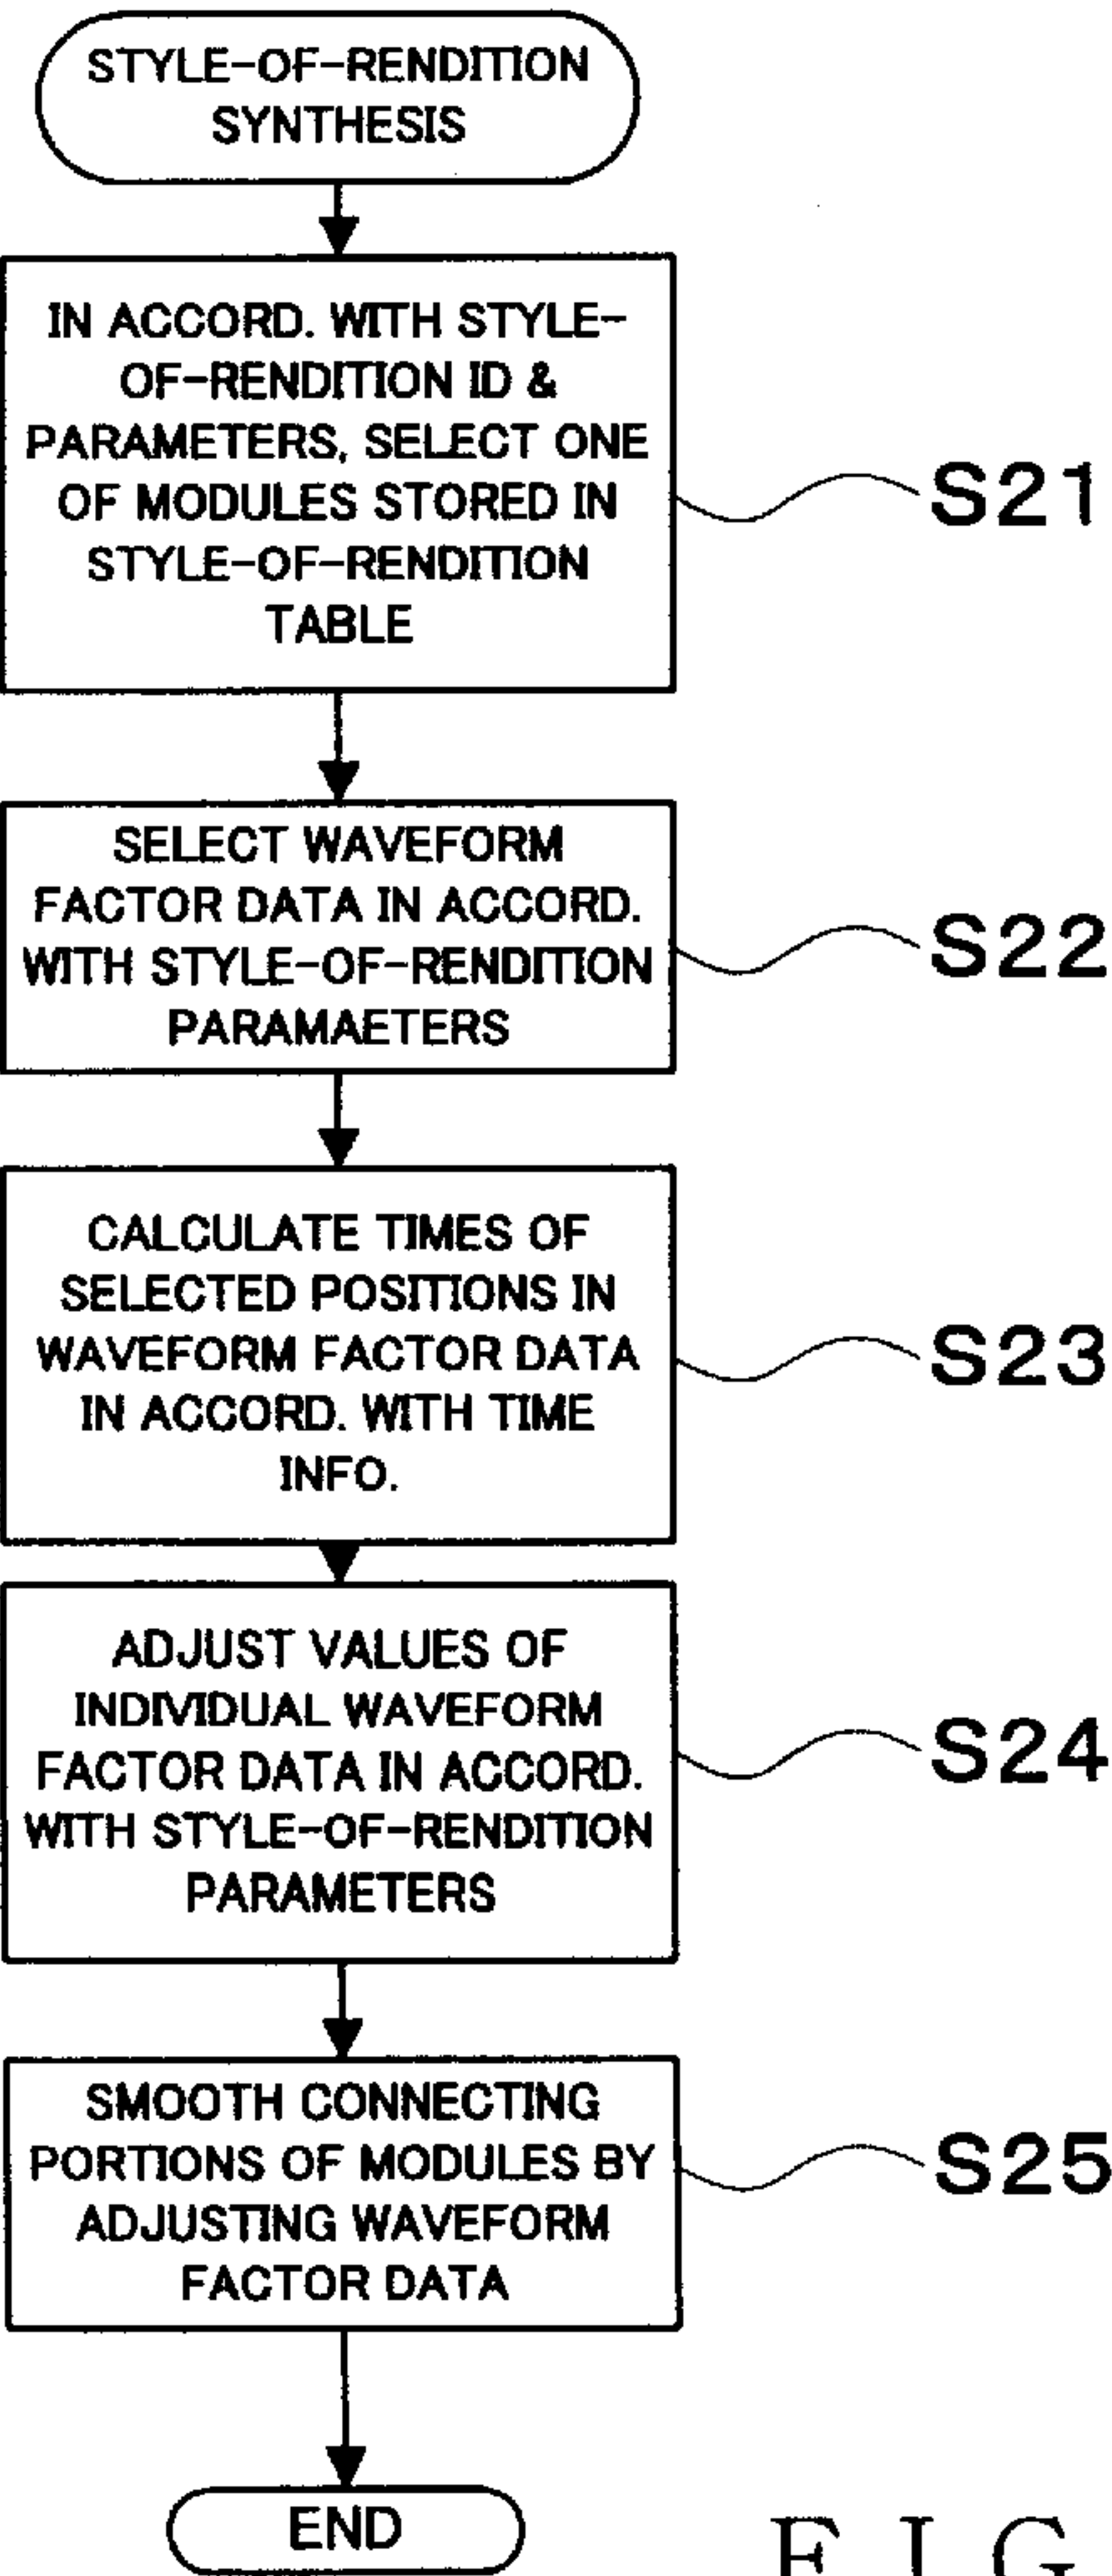 STYLE-OF-RENDITION
SYNTHESIS
IN ACCORD. WITH STYLE-
OF-RENDITION ID &
PARAMETERS, SELECT ONE
OF MODULES STORED IN
STYLE-OF-RENDITION
TABLE
S21
SELECT WAVEFORM
FACTOR DATA IN ACCORD.
WITH STYLE-OF-RENDITION
PARAMAETERS
S22
CALCULATE TIMES OF
SELECTED POSITIONS IN
WAVEFORM FACTOR DATA
IN ACCORD. WITH TIME
INFO.
S23
ADJUST VALUES OF
INDIVIDUAL WAVEFORM
FACTOR DATA IN ACCORD.
WITH STYLE-OF-RENDITION
PARAMETERS
S24
SMOOTH CONNECTING
PORTIONS OF MODULES BY
ADJUSTING WAVEFORM
FACTOR DATA
S25
END
FIG